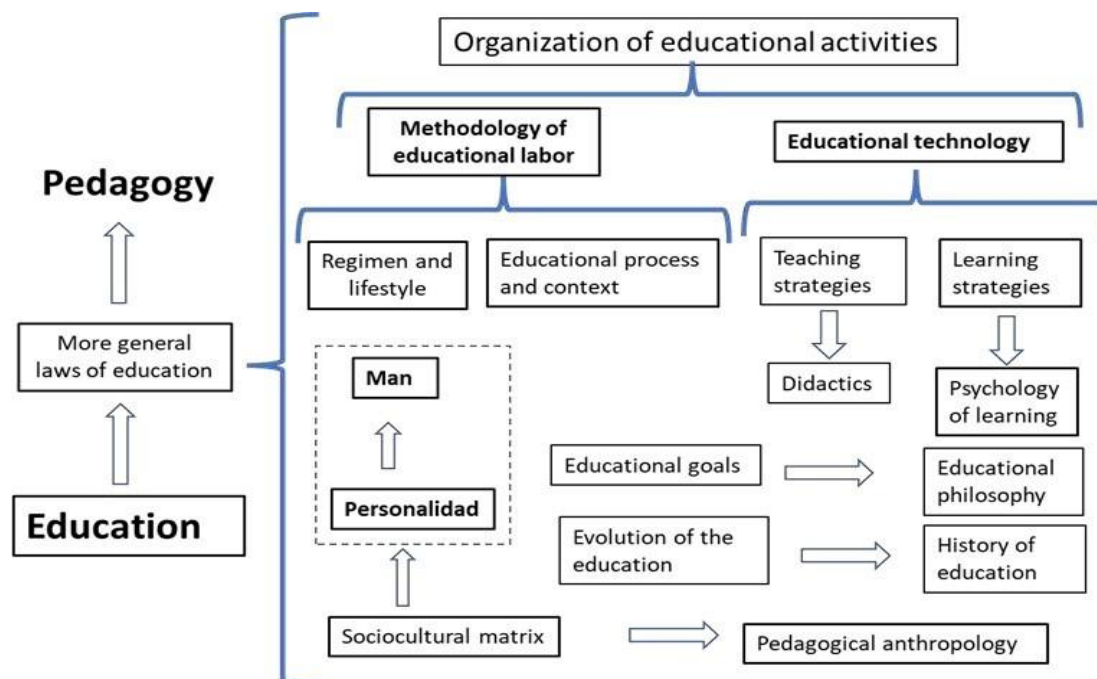 Organization of educational activities
Methodology of
educational labor
Educational technology
Pedagogy
Regimen and
lifestyle
Educational process
and context
Teaching
strategies
Learning
strategies
More general
laws of education
Man
Didactics
Psychology
of learning
Educational goals
Educational
philosophy
Education
Personalidad
Evolution of the
education
History of
education
Sociocultural matrix
Pedagogical anthropology